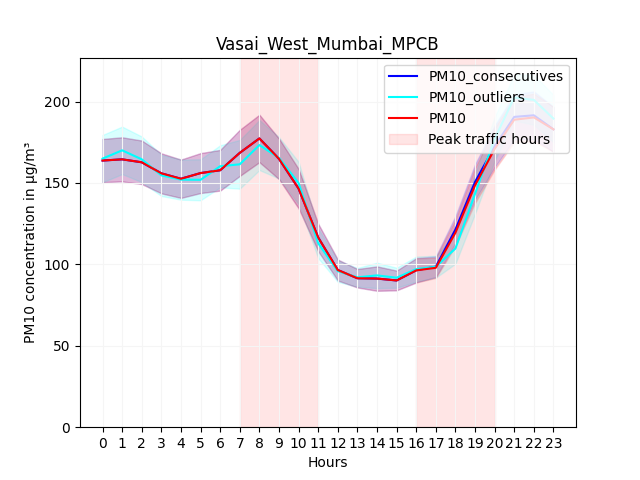 Vasai_West_Mumbai_MPCB
PM10_consecutives
PM10_outliers
PM10
Peak traffic hours
PM10 concentration in µg/m³
200
150
100
50
0
0 1 2 3 4 5 6 7 8 9 10 11 12 13 14 15 16 17 18 19 20 21 22 23
Hours